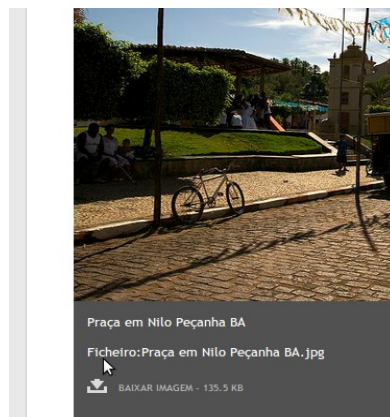 Praça em Nilo Peçanha BA
Ficheiro:Praça em Nilo Peçanha BA.jpg
BAIXAR IMAGEM - 135.5 KB